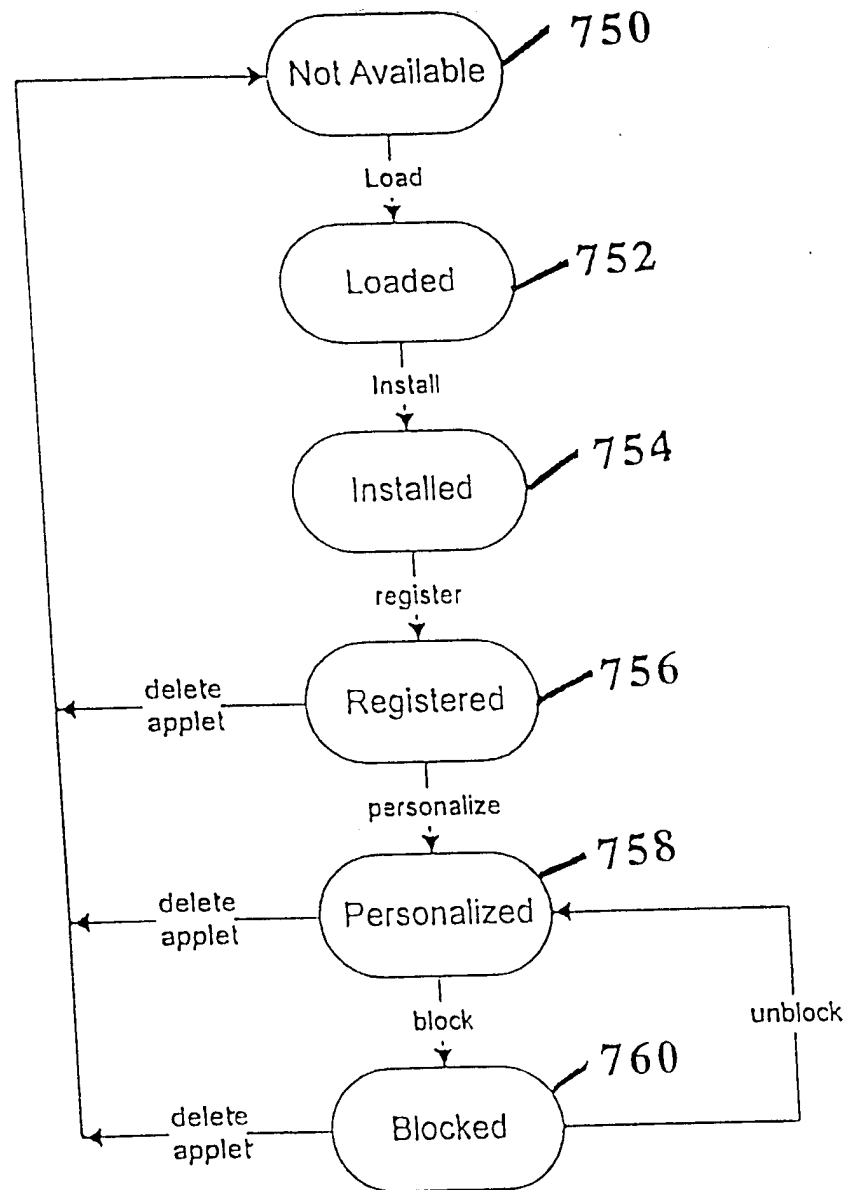 750
Not Available
Load
752
Loaded
Install
754
Installed
register
756
Registered
delete
applet
personalize
758
Personalized
delete
applet
block
unblock
760
Blocked
delete
applet